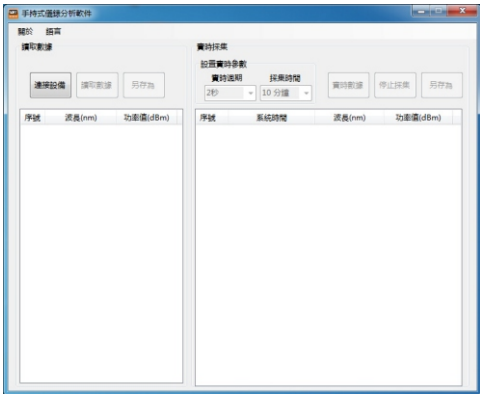 手持式儀錶分析軟件
關於 語言
讀取數據
連接設備 讀取數據 另存為
序號 波長(nm) 功率值(dBm)
實時採集
設置實時參數
實時週期 採集時間
2秒 10 分鐘
實時數據 停止採集 另存為
序號 系統時間 波長(nm) 功率值(dBm)